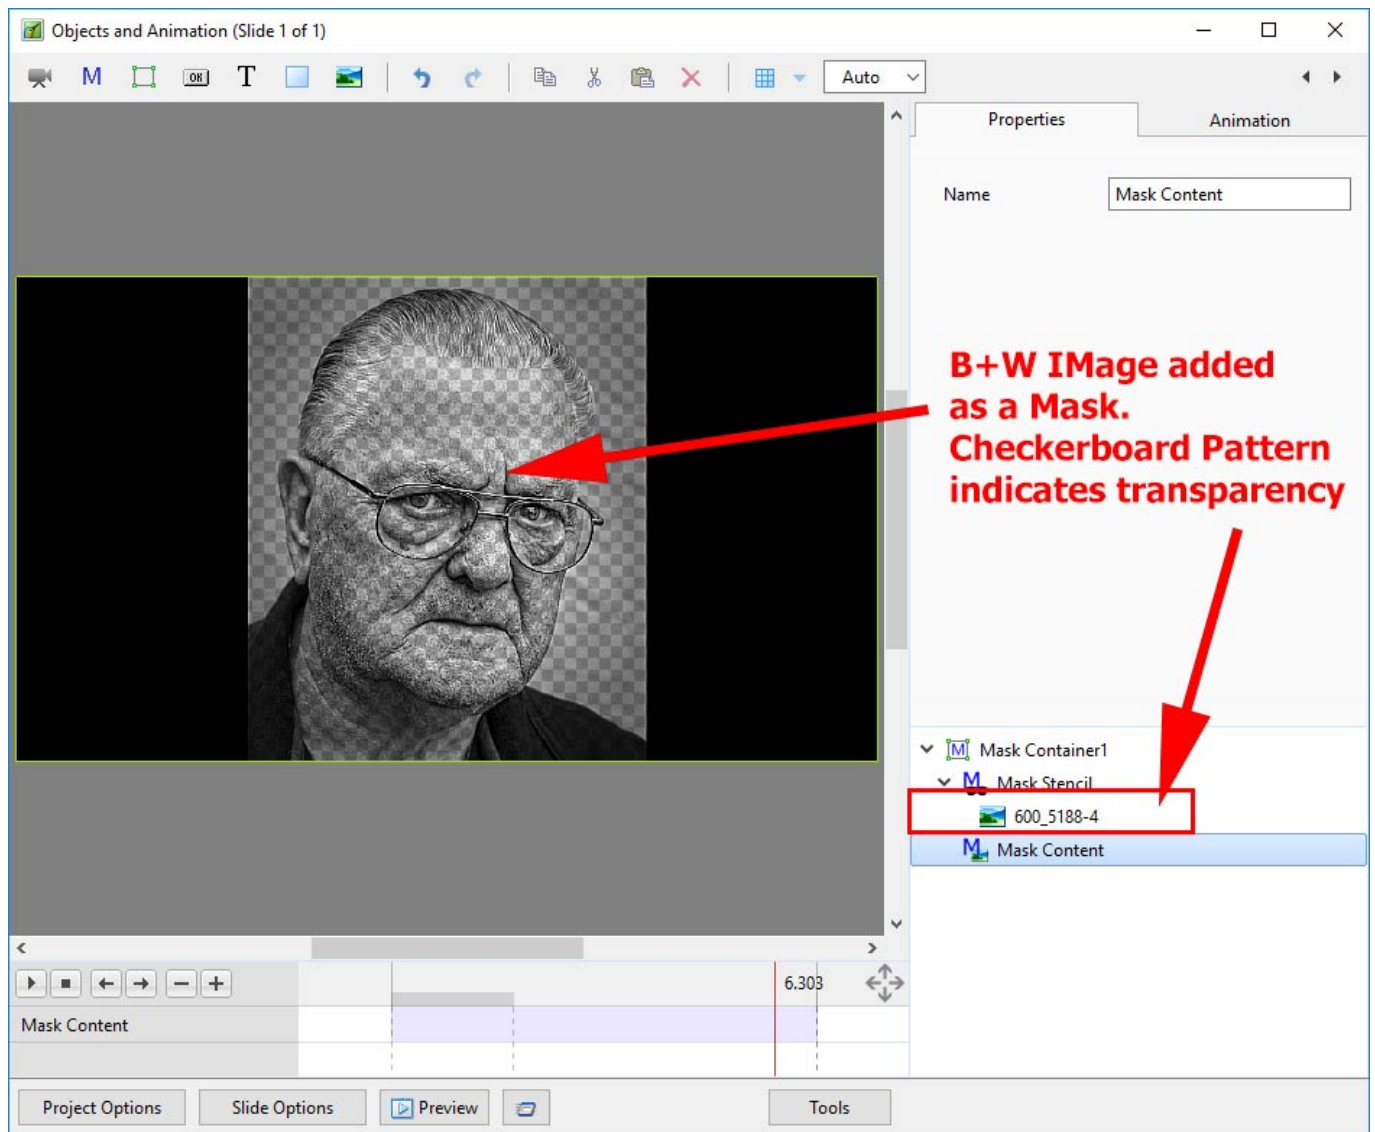 Objects and Animation (Slide 1 of 1)
M
OK
T
Auto
Properties
Animation
Name
Mask Content
B+W IMage added
as a Mask.
Checkerboard Pattern
indicates transparency
M Mask Container1
M Mask Stencil
600_5188-4
M Mask Content
6.303
Mask Content
Project Options
Slide Options
Preview
Tools